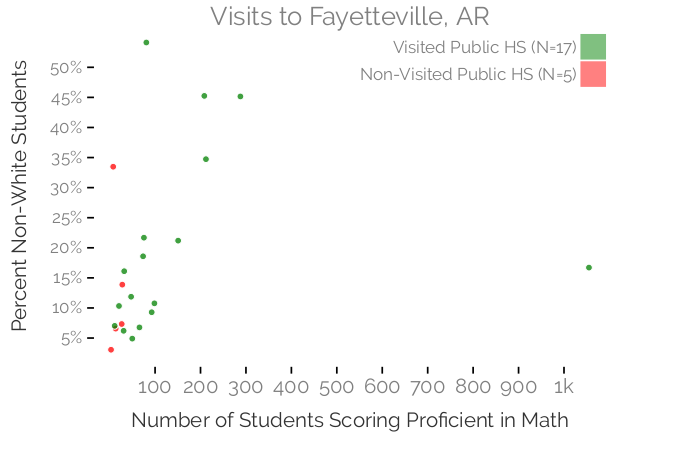 Visits to Fayetteville, AR
Visited Public HS (N=17)
Non-Visited Public HS (N=5)
Percent Non-White Students
50%
45%
40%
35%
30%
25%
20%
15%
10%
5%
100 200 300 400 500 600 700 800 900 1k
Number of Students Scoring Proficient in Math